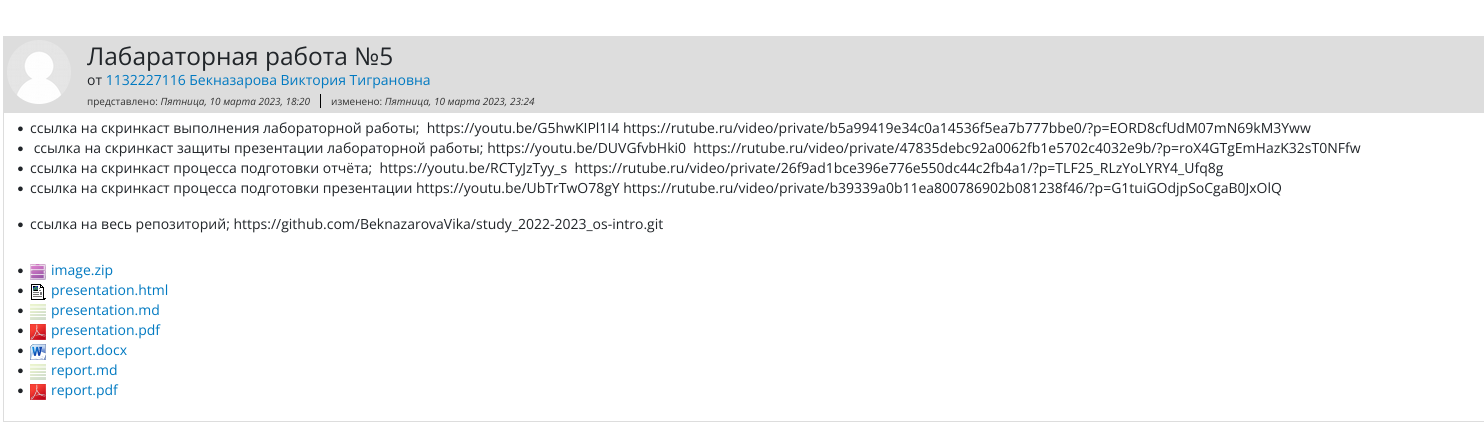 Лабараторная работа №5
от 1132227116 Бекназарова Виктория Тиграновна
представлено: Пятница, 10 марта 2023, 18:20 | изменено: Пятница, 10 марта 2023, 23:24
• ссылка на скринкаст выполнения лабораторной работы; https://youtu.be/G5hwKIPl1I4 https://rutube.ru/video/private/b5a99419e34c0a14536f5ea7b777bbe0/?p=EORD8cfUdM07mN69kM3Yww
• ссылка на скринкаст защиты презентации лабораторной работы; https://youtu.be/DUVGfvbHki0 https://rutube.ru/video/private/47835debc92a0062fb1e5702c4032e9b/?p=roX4GTgEmHazK32sT0NFfw
• ссылка на скринкаст процесса подготовки отчёта; https://youtu.be/RCTyJzTyy_s https://rutube.ru/video/private/26f9ad1bce396e776e550dc44c2fb4a1/?p=TLF25_RLzYoLYRY4_Ufq8g
• ссылка на скринкаст процесса подготовки презентации https://youtu.be/UbTrTwO78gY https://rutube.ru/video/private/b39339a0b11ea800786902b081238f46/?p=G1tuiGOdjpSoCgaB0JxOlQ
• ссылка на весь репозиторий; https://github.com/BeknazarovaVika/study_2022-2023_os-intro.git
• image.zip
• presentation.html
• presentation.md
• presentation.pdf
• report.docx
• report.md
• report.pdf